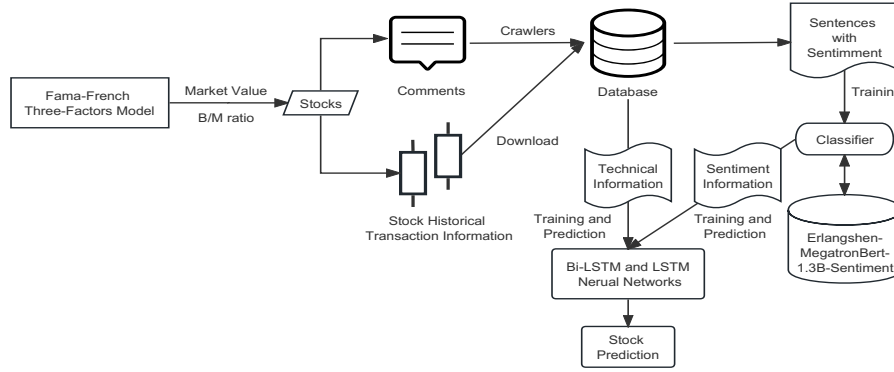 Fama-French
Three-Factors Model
Market Value
B/M ratio
Stocks
Comments
Crawlers
Download
Stock Historical
Transaction Information
Database
Sentences
with
Sentimment
Trainin
Classifier
Erlangshen-
MegatronBert-
1.3B-Sentiment
Technical
Information
Sentiment
Information
Training and
Prediction
Training and
Prediction
Bi-LSTM and LSTM
Nerual Networks
Stock
Prediction